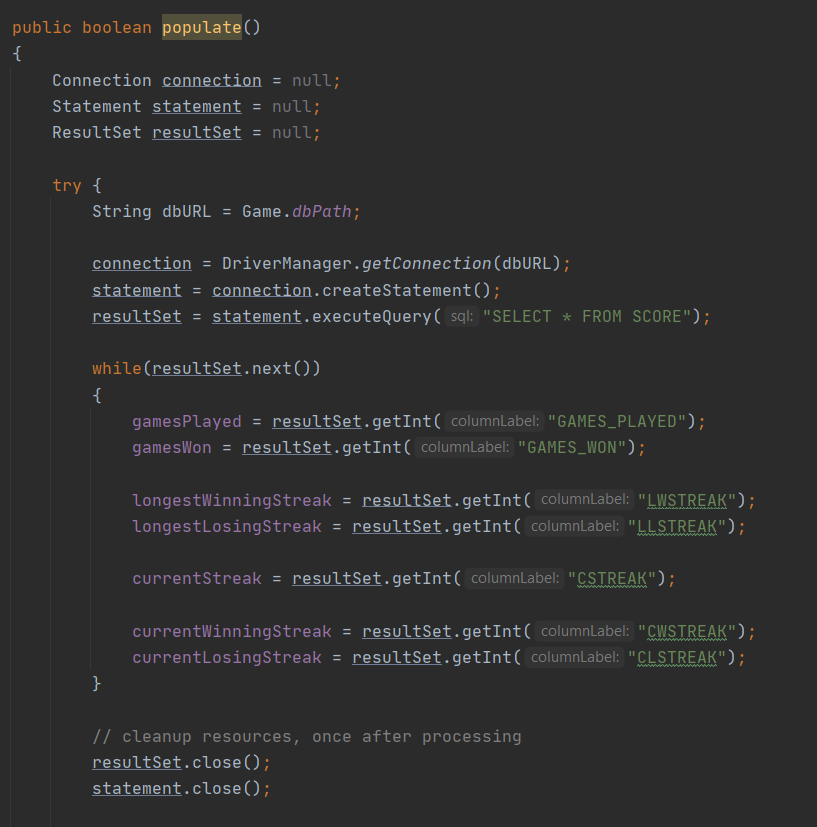 public boolean populate()
{
    Connection connection = null;
    Statement statement = null;
    ResultSet resultSet = null;

    try {
        String dbURL = Game.dbPath;

        connection = DriverManager.getConnection(dbURL);
        statement = connection.createStatement();
        resultSet = statement.executeQuery( sql: "SELECT * FROM SCORE");

        while(resultSet.next())
        {
            gamesPlayed = resultSet.getInt( columnLabel: "GAMES_PLAYED");
            gamesWon = resultSet.getInt( columnLabel: "GAMES_WON");

            longestWinningStreak = resultSet.getInt( columnLabel: "LWSTREAK");
            longestLosingStreak = resultSet.getInt( columnLabel: "LLSTREAK");

            currentStreak = resultSet.getInt( columnLabel: "CSTREAK");

            currentWinningStreak = resultSet.getInt( columnLabel: "CWSTREAK");
            currentLosingStreak = resultSet.getInt( columnLabel: "CLSTREAK");
        }

        // cleanup resources, once after processing
        resultSet.close();
        statement.close();